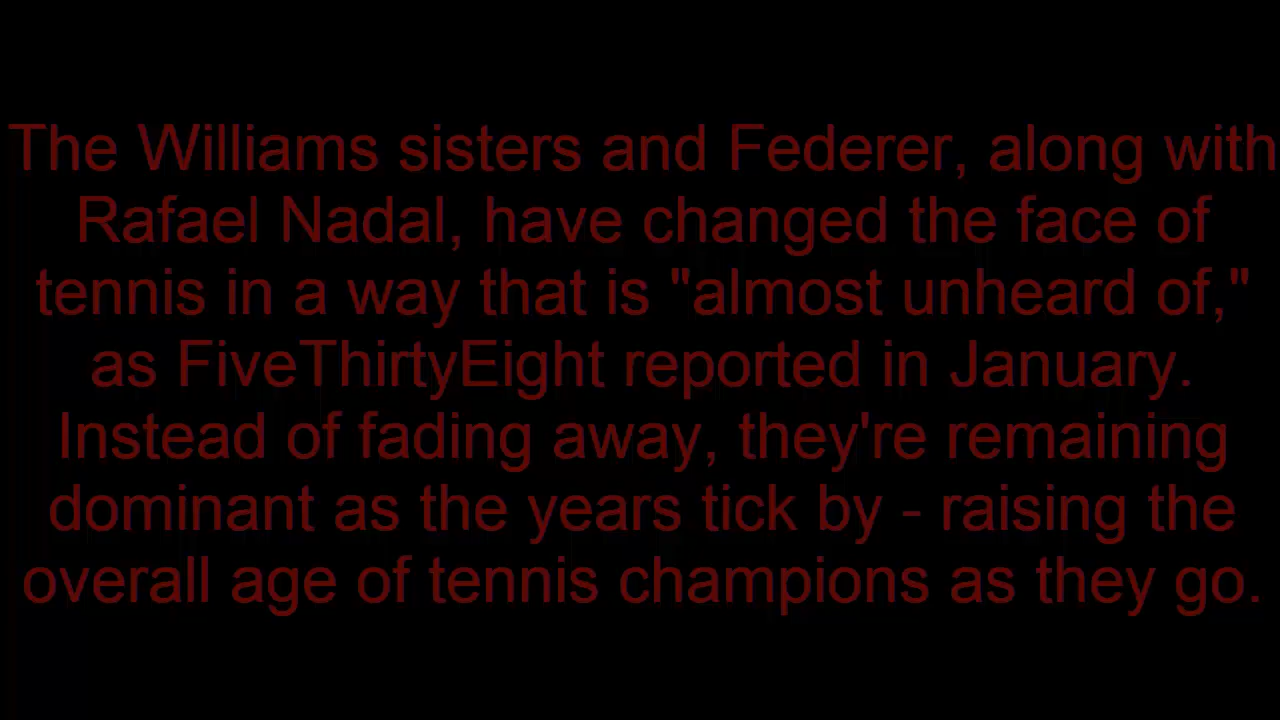 The Williams sisters and Federer, along with
Rafael Nadal, have changed the face of
tennis in a way that is "almost unheard of,"
as FiveThirtyEight reported in January.
Instead of fading away, they're remaining
dominant as the years tick by - raising the
overall age of tennis champions as they go.